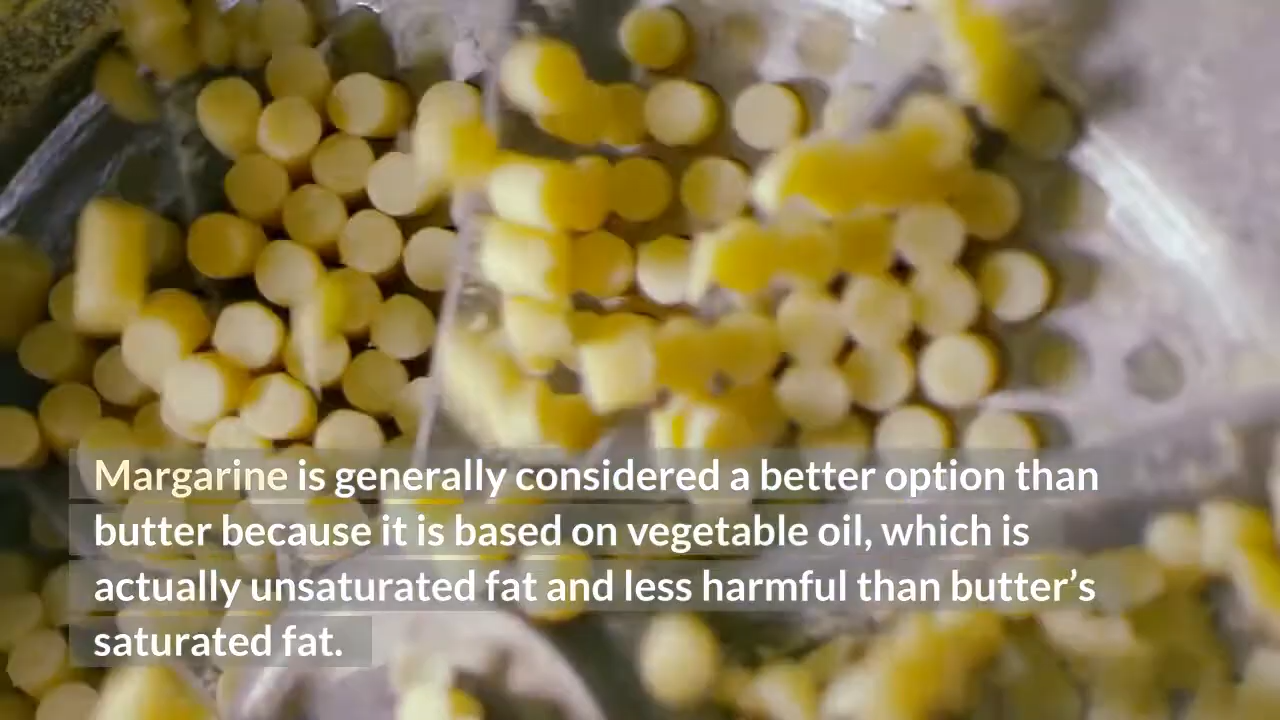 Margarine is generally considered a better option than
butter because it is based on vegetable oil, which is
actually unsaturated fat and less harmful than butter’s
saturated fat.